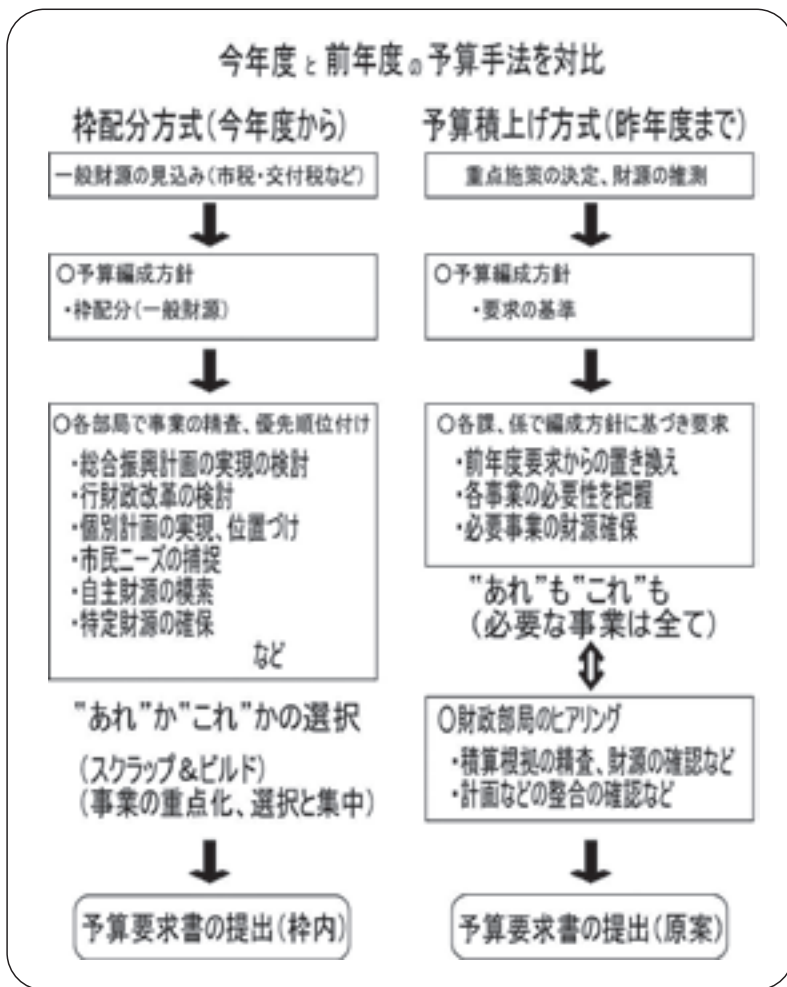 今年度と前年度の予算手法を対比
枠配分方式(今年度から)
一般財源の見込み(市税・交付税など)
〇予算編成方針
・枠配分(一般財源)
〇各部局で事業の精査、優先順位付け
・総合振興計画の実現の検討
・行財政改革の検討
・個別計画の実現、位置づけ
・市民ニーズの捕捉
・自主財源の模索
・特定財源の確保
など
"あれ"か"これ"かの選択
(スクラップ&ビルド)
(事業の重点化、選択と集中)
予算要求書の提出(枠内)
予算積上げ方式(昨年度まで)
重点施策の決定、財源の推測
〇予算編成方針
・要求の基準
〇各課、係で編成方針に基づき要求
・前年度要求からの置き換え
・各事業の必要性を把握
・必要事業の財源確保
"あれ"も"これ"も
(必要な事業は全て)
〇財政部局のヒアリング
・積算根拠の精査、財源の確認など
・計画などの整合の確認など
予算要求書の提出(原案)